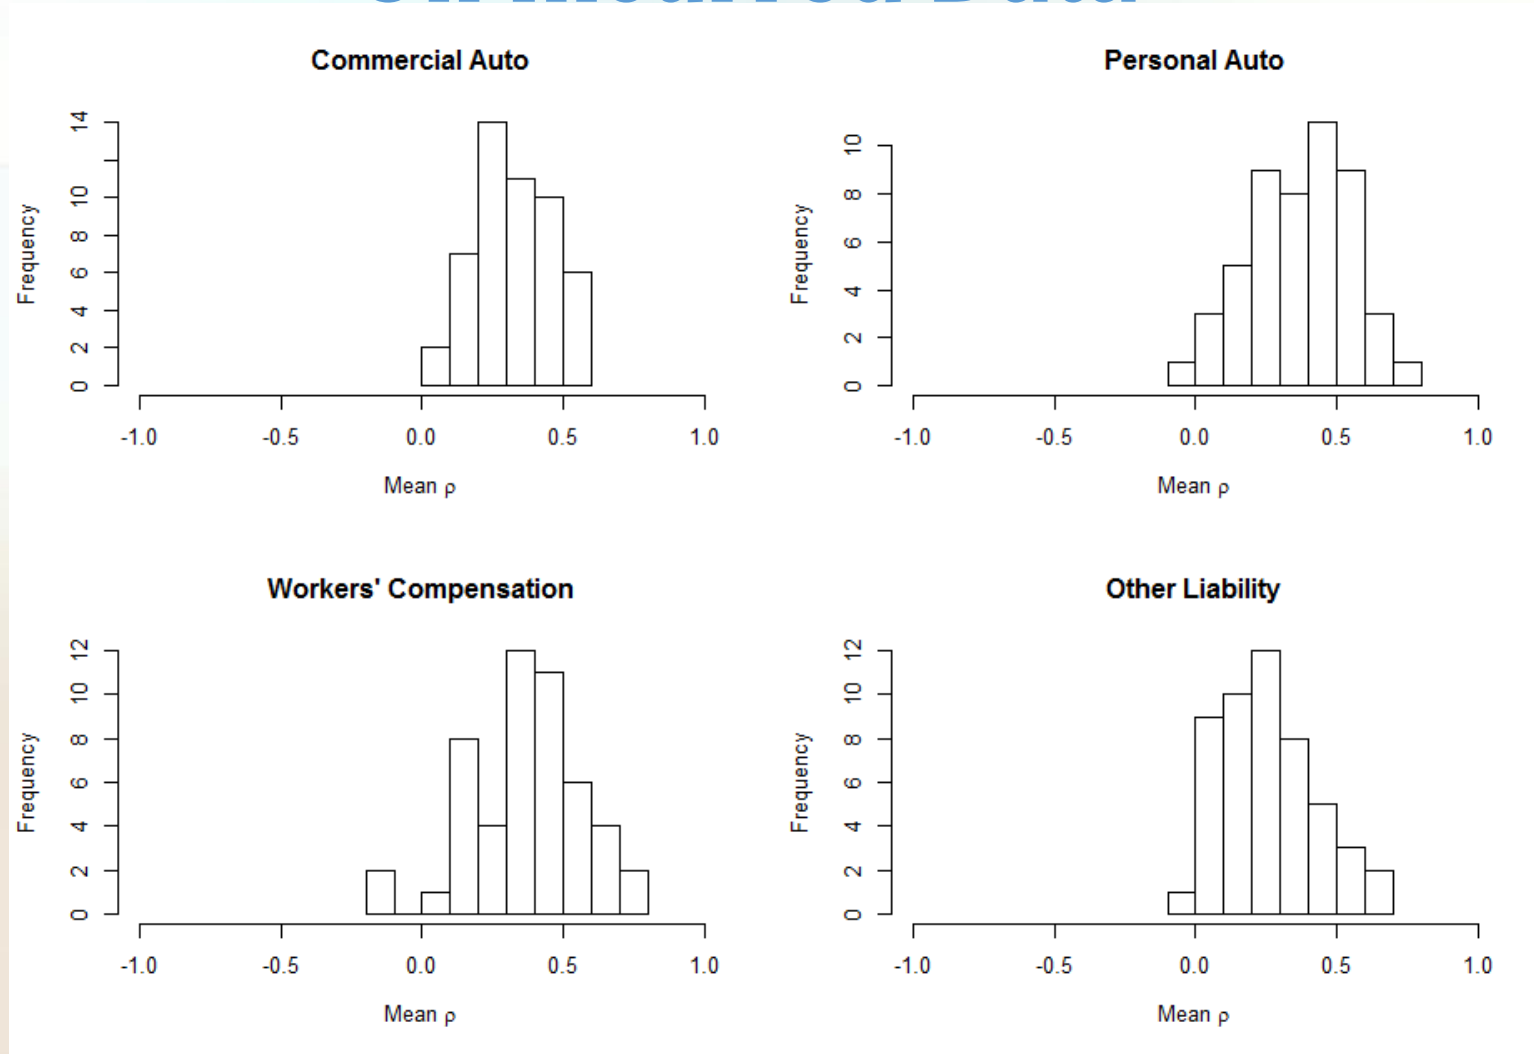 Commercial Auto
Frequency
0 2 4 6 8 10 14
-1.0 -0.5 0.0 0.5 1.0
Mean ρ
Personal Auto
Frequency
0 2 4 6 8 10
-1.0 -0.5 0.0 0.5 1.0
Mean ρ
Workers' Compensation
Frequency
0 2 4 6 8 10 12
-1.0 -0.5 0.0 0.5 1.0
Mean ρ
Other Liability
Frequency
0 2 4 6 8 10 12
-1.0 -0.5 0.0 0.5 1.0
Mean ρ